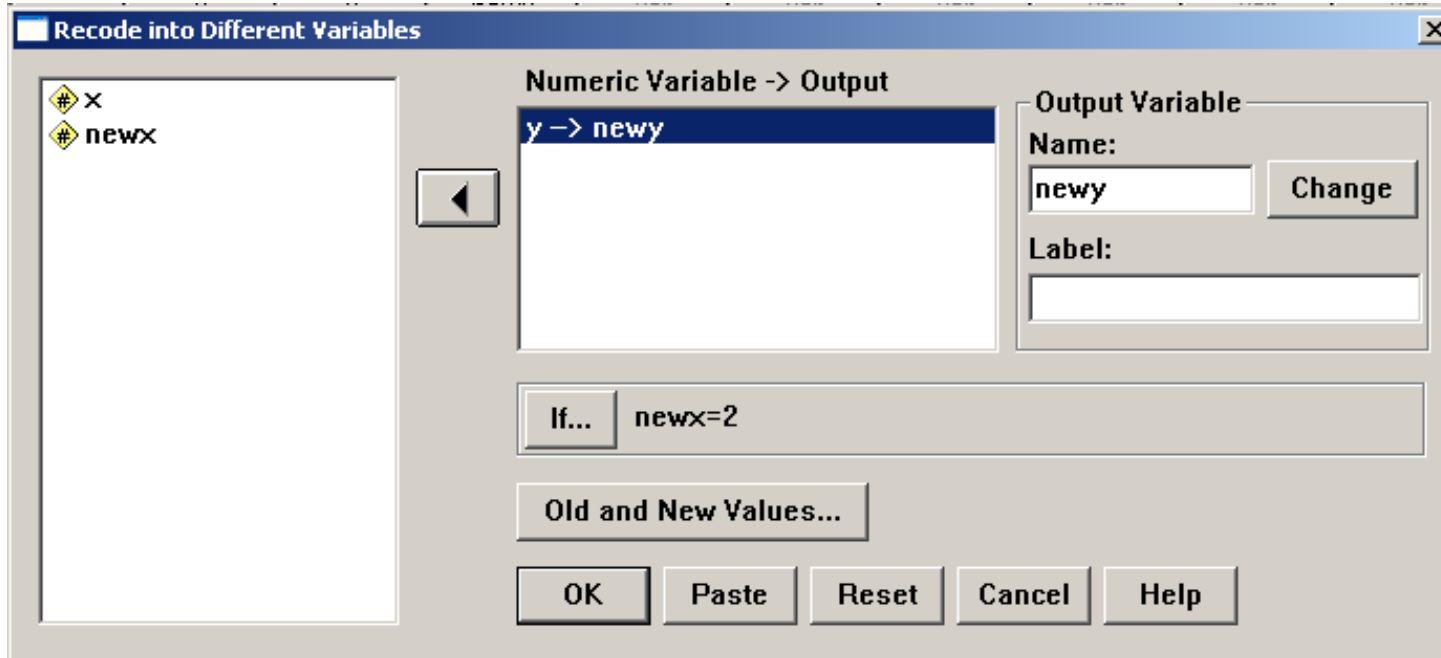 Recode into Different Variables
x
newx
Numeric Variable -> Output
y --> newy
Output Variable
Name:
newy
Change
Label:
If...
newx=2
Old and New Values...
OK
Paste
Reset
Cancel
Help